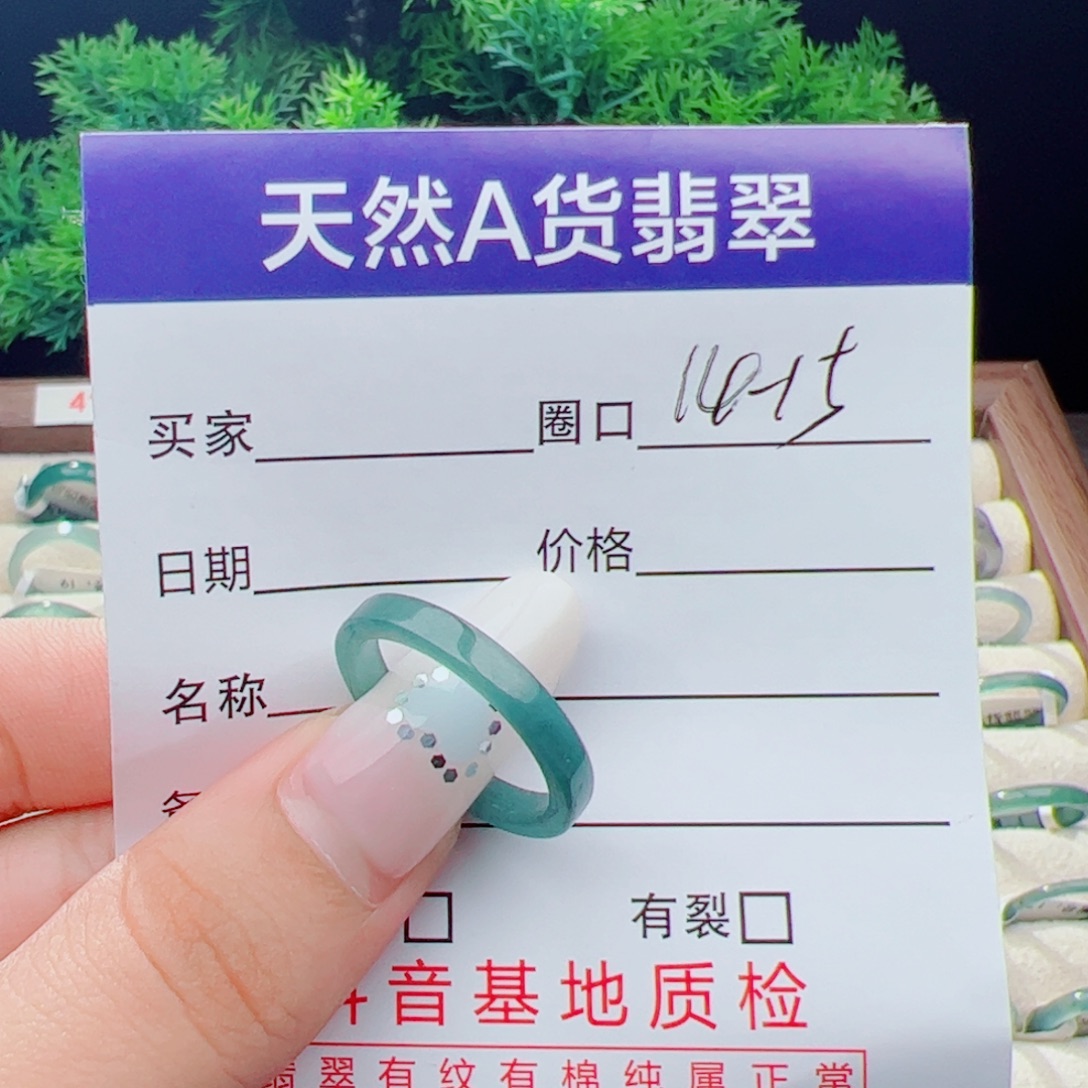 天然A货翡翠
买家 圈口 14-15
日期 价格
名称
有裂
音基地质检
翡翠有纹有棉纯属正常